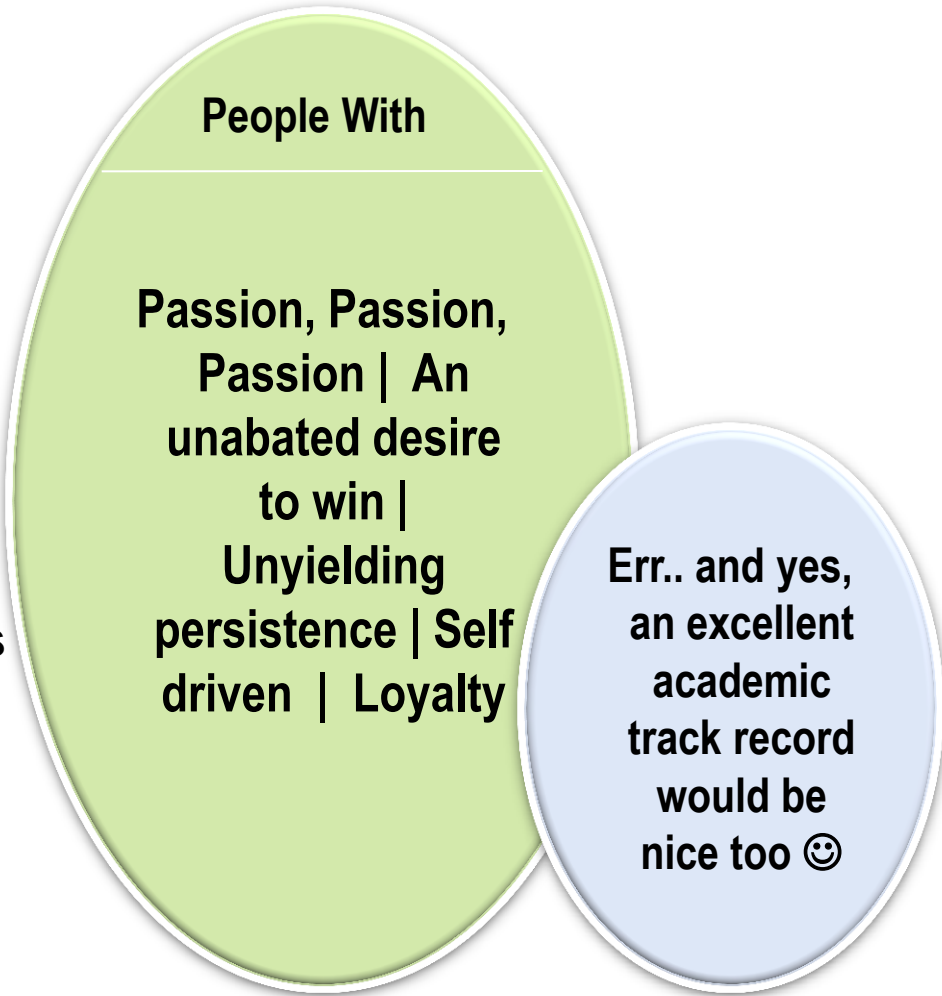 People With
Passion, Passion,
Passion | An
unabated desire
to win |
Unyielding
persistence | Self
driven | Loyalty
Err.. and yes,
an excellent
academic
track record
would be
nice too ☺